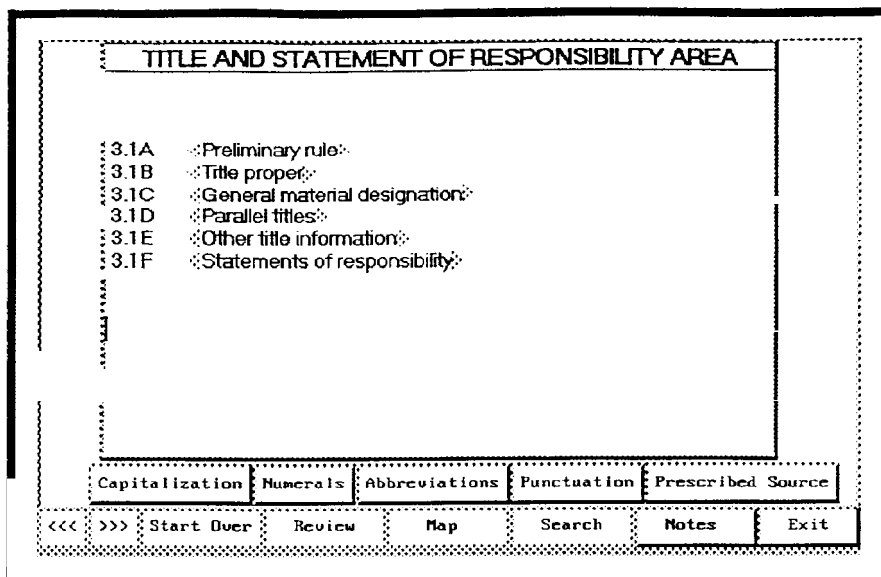 TITLE AND STATEMENT OF RESPONSIBILITY AREA
3.1A <Preliminary rule>
3.1B <Title proper>
3.1C <General material designation>
3.1D <Parallel titles>
3.1E <Other title information>
3.1F <Statements of responsibility>
Capitalization Numerals Abbreviations Punctuation Prescribed Source
<<< >>> Start Over Review Map Search Notes Exit